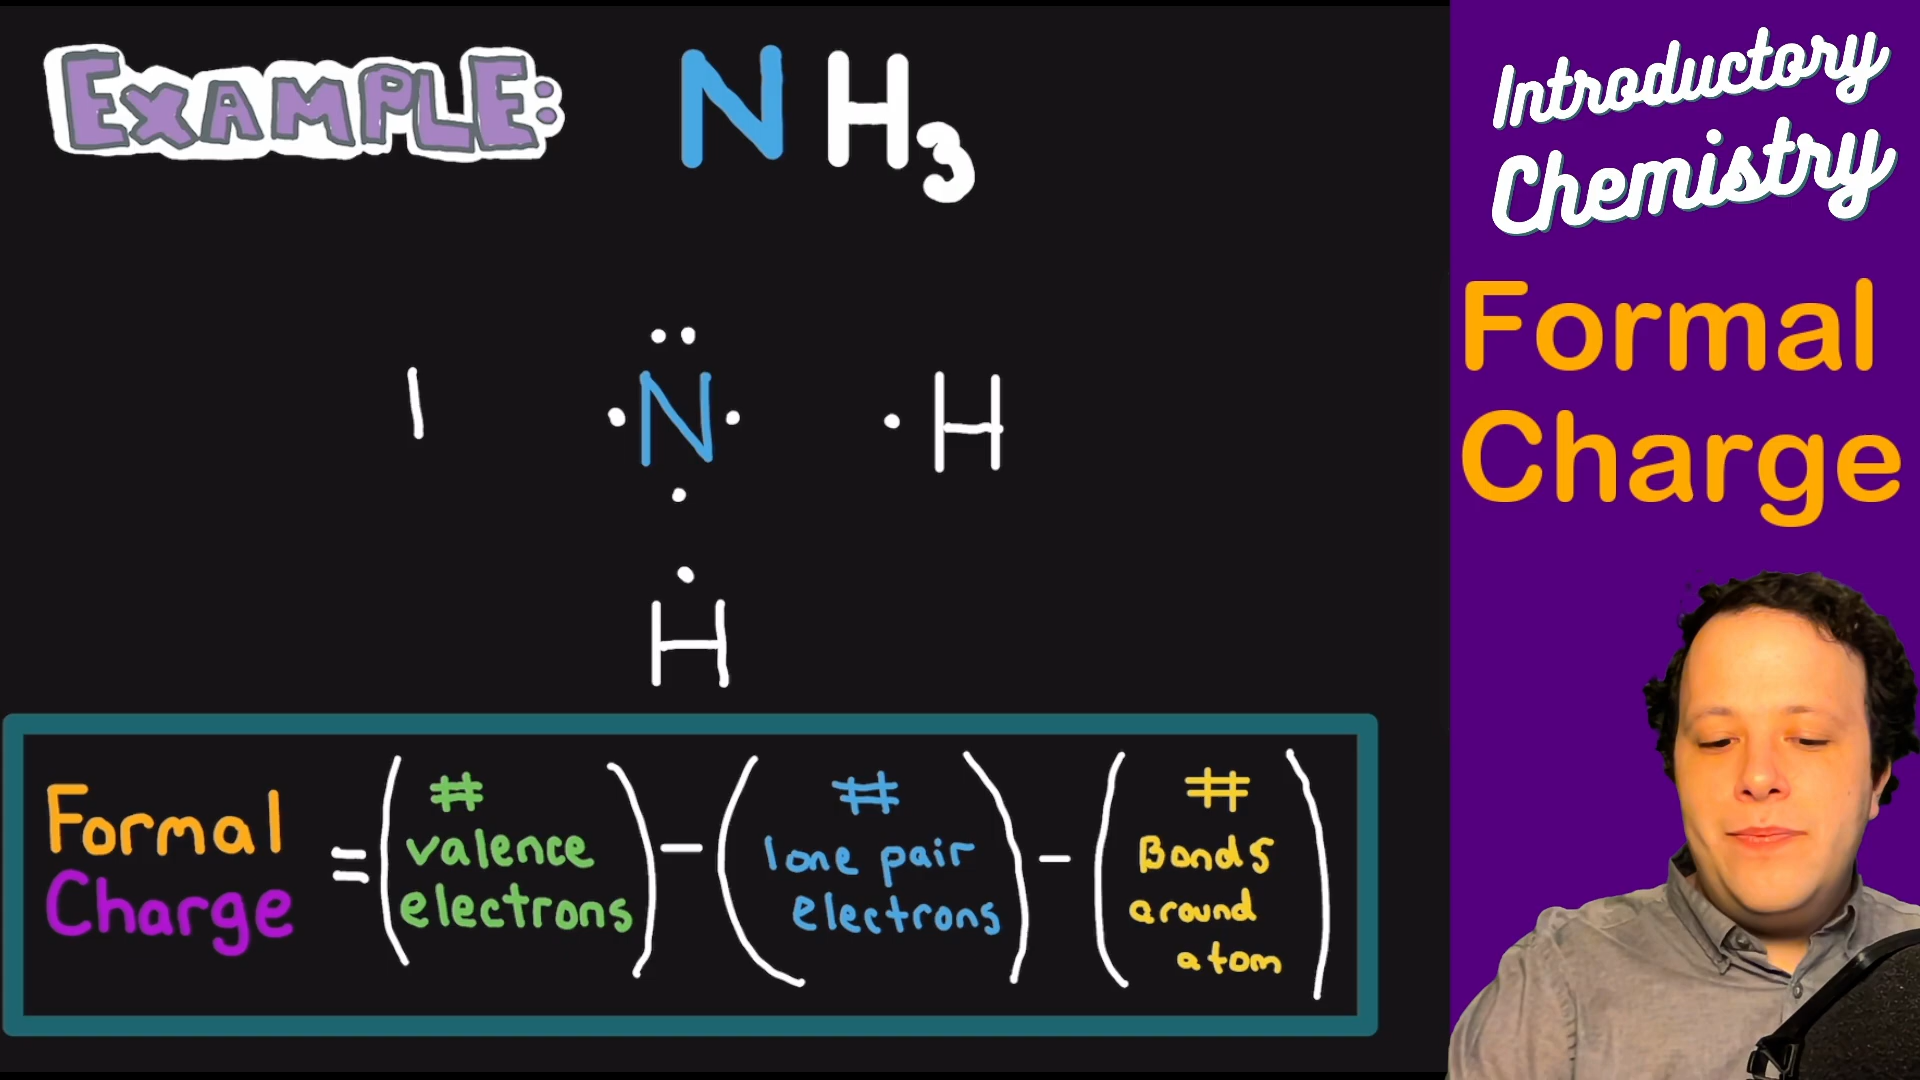 EXAMPLE: NH₃
N
· H
H
Formal Charge = (# valence electrons) - (# lone pair electrons) - (# Bonds around atom)
Introductory
Chemistry
Formal
Charge